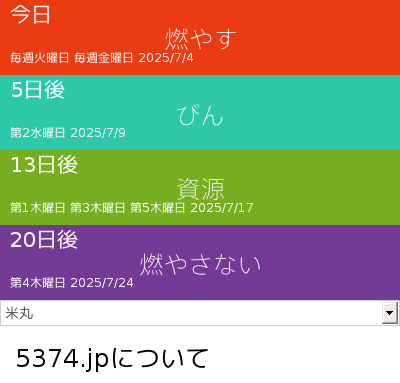 今日
燃やす
毎週火曜日 毎週金曜日 2025/7/4
5日後
びん
第2水曜日 2025/7/9
13日後
資源
第1木曜日 第3木曜日 第5木曜日 2025/7/17
20日後
燃やさない
第4木曜日 2025/7/24
米丸
5374.jpについて